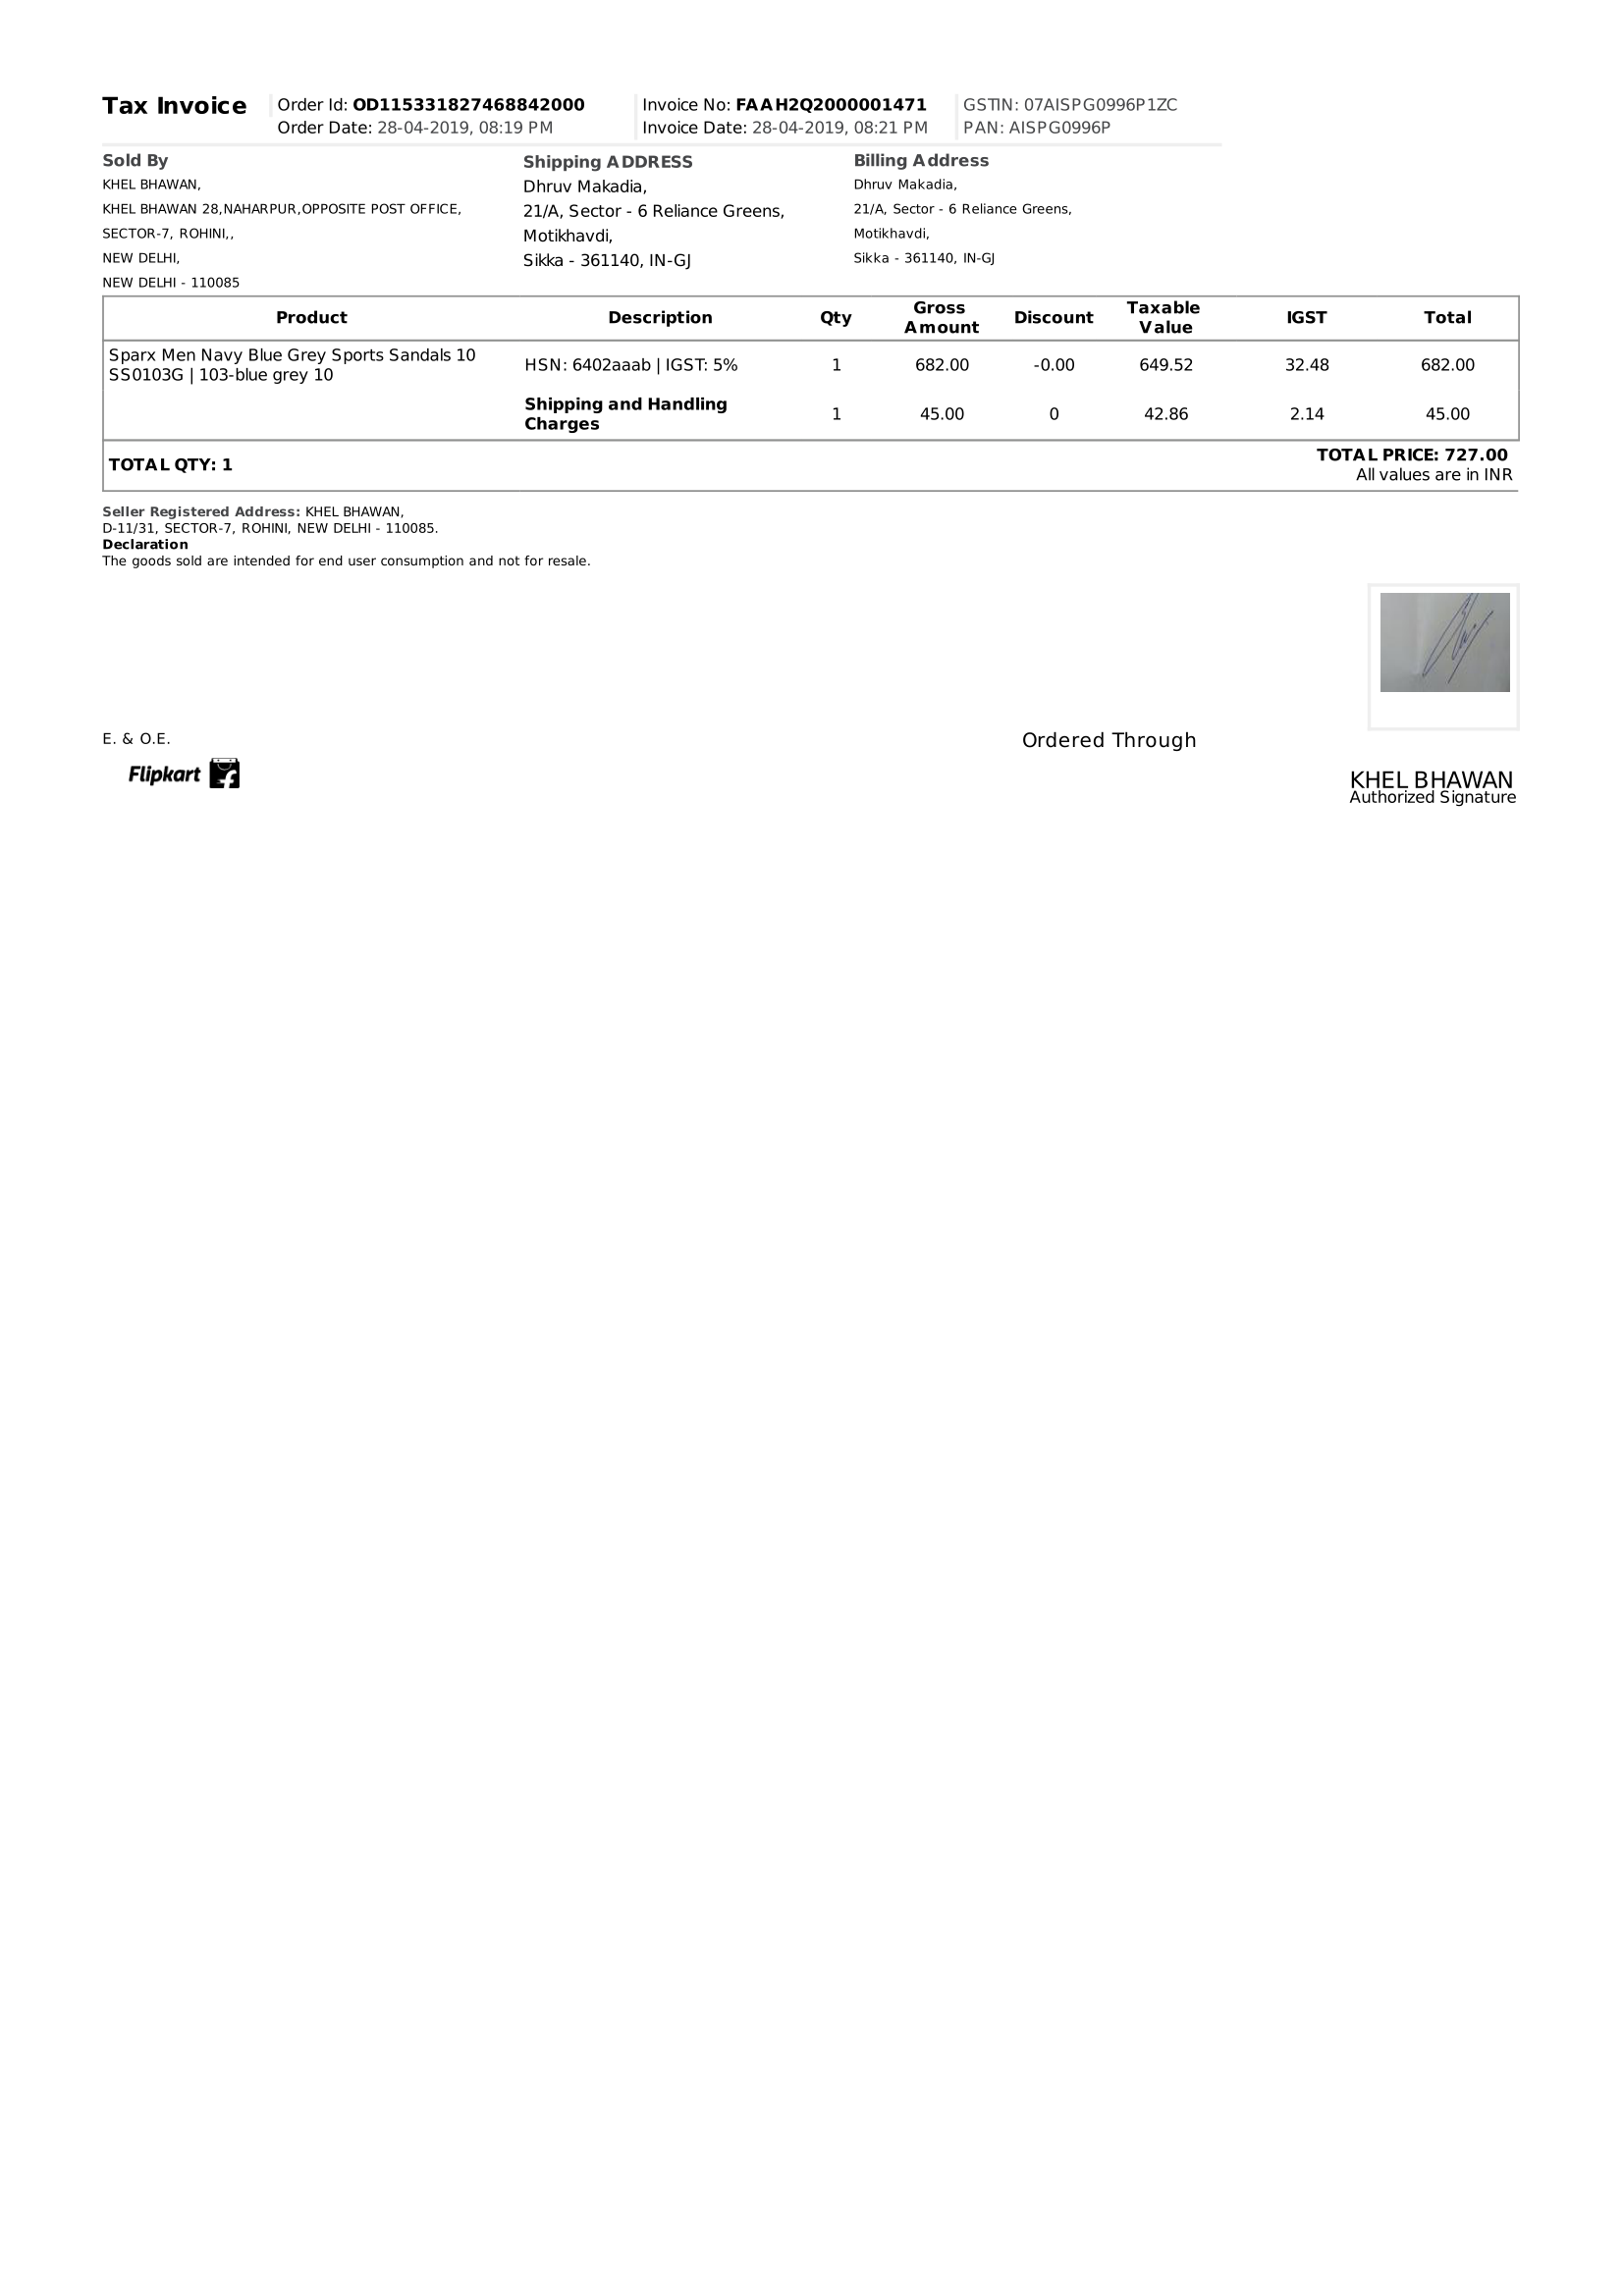 Tax Invoice
Order Id: OD115331827468842000
Order Date: 28-04-2019, 08:19 PM
Invoice No: FAAH2Q2000001471
Invoice Date: 28-04-2019, 08:21 PM
GSTIN: 07AISPG0996P1ZC
PAN: AISPG0996P
Sold By
KHEL BHAWAN,
KHEL BHAWAN 28,NAHARPUR,OPPOSITE POST OFFICE,
SECTOR-7, ROHINI,,
NEW DELHI,
NEW DELHI - 110085
Shipping ADDRESS
Dhruv Makadia,
21/A, Sector - 6 Reliance Greens,
Motikhavdi,
Sikka - 361140, IN-GJ
Billing Address
Dhruv Makadia,
21/A, Sector - 6 Reliance Greens,
Motikhavdi,
Sikka - 361140, IN-GJ
Product Description Qty Gross Amount Discount Taxable Value IGST Total
Sparx Men Navy Blue Grey Sports Sandals 10
SS0103G | 103-blue grey 10
HSN: 6402aaab | IGST: 5% 1 682.00 -0.00 649.52 32.48 682.00
Shipping and Handling
Charges
1 45.00 0 42.86 2.14 45.00
TOTAL QTY: 1
TOTAL PRICE: 727.00
All values are in INR
Seller Registered Address: KHEL BHAWAN,
D-11/31, SECTOR-7, ROHINI, NEW DELHI - 110085.
Declaration
The goods sold are intended for end user consumption and not for resale.
E. & O.E.
Ordered Through
Flipkart
KHEL BHAWAN
Authorized Signature